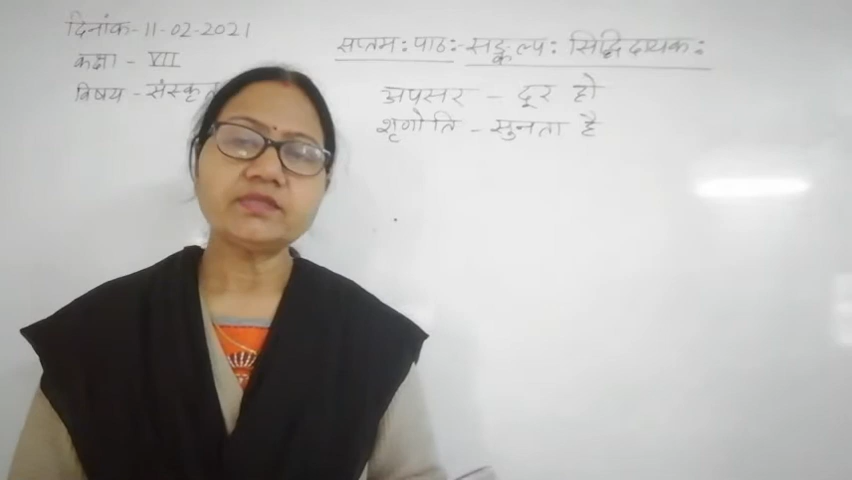 दिनांक-11-02-2021
कक्षा - VII
विषय - संस्कृत
सप्तम: पाठ:- सङ्कल्प: सिद्धिदायक:
अपसर - दूर हो
शृणोति - सुनता है